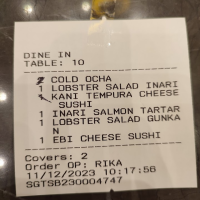 DINE IN
TABLE: 10
2 COLD OCHA
1 LOBSTER SALAD INARI
1 KANI TEMPURA CHEESE
SUSHI
1 INARI SALMON TARTAR
1 LOBSTER SALAD GUNKA
N
1 EBI CHEESE SUSHI
Covers: 2
Order OP: RIKA
11/12/2023 10:17:56
SGTSB230004747